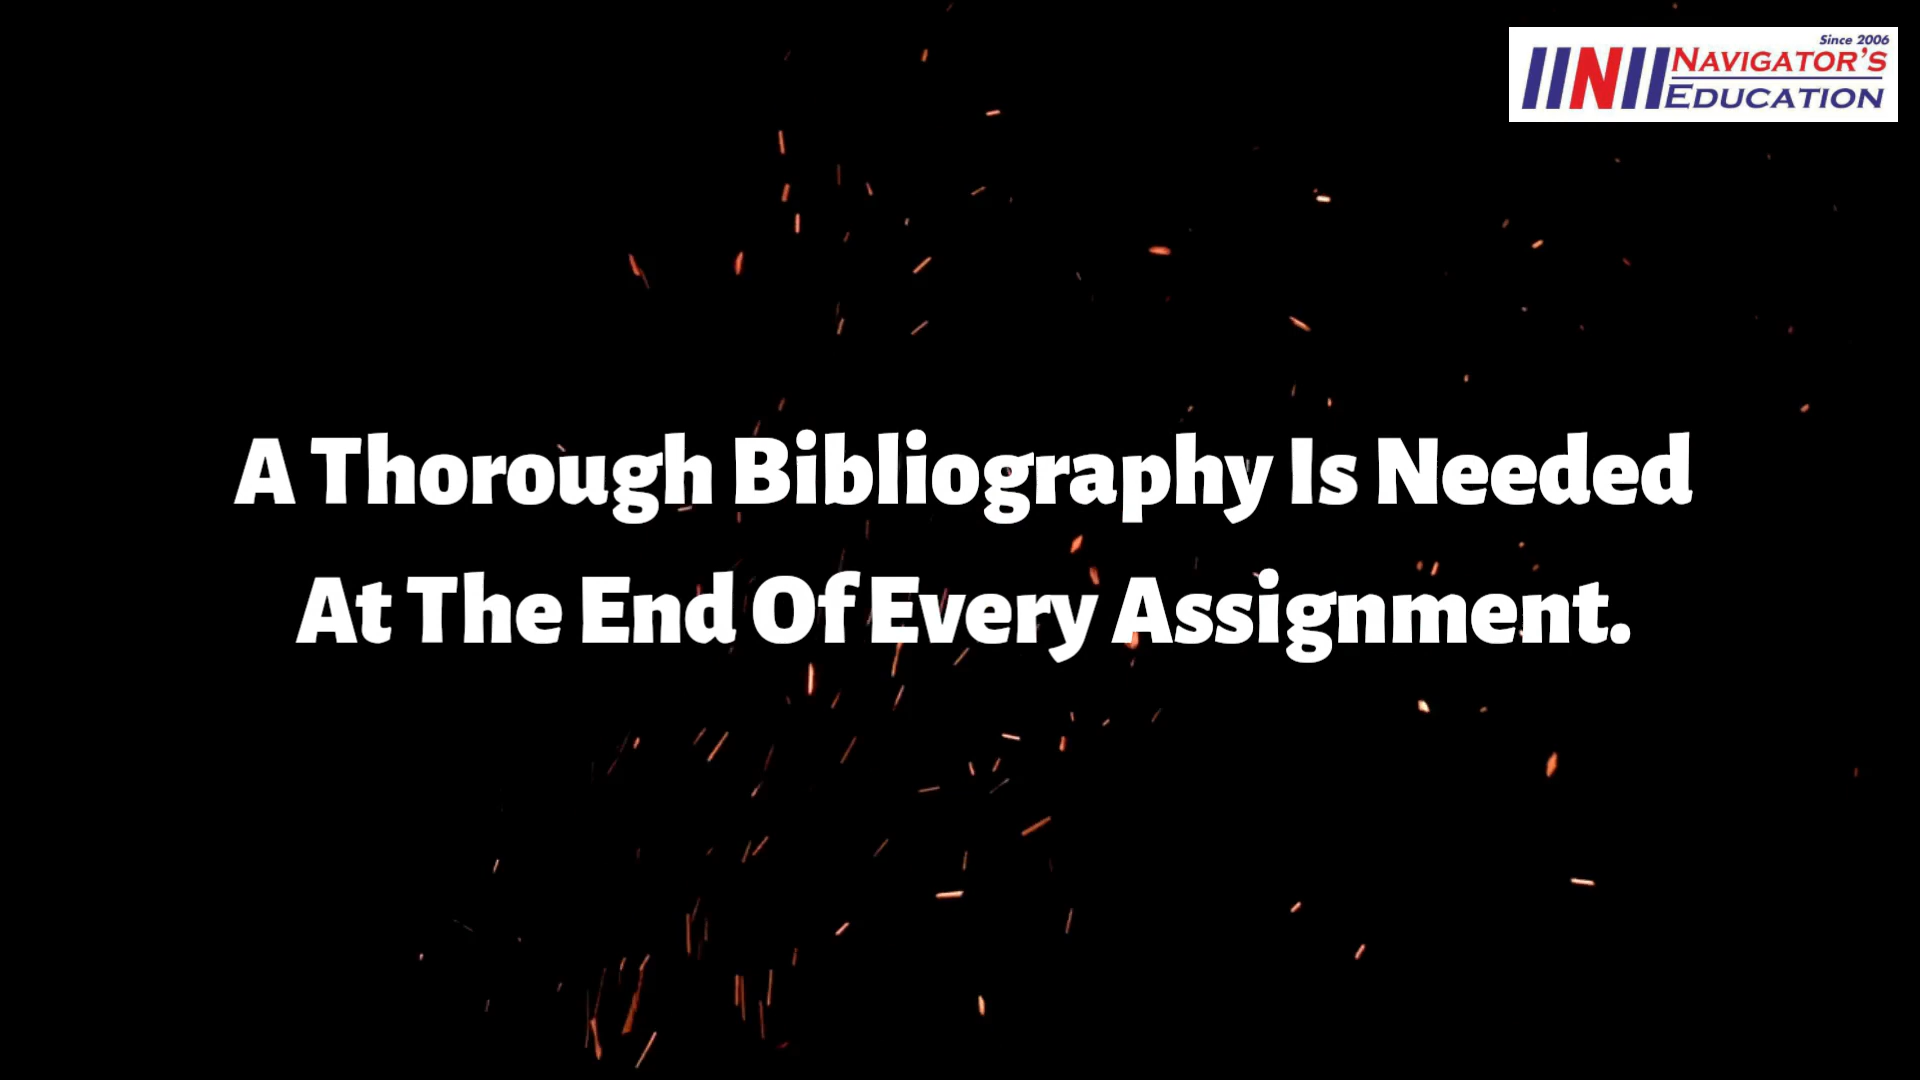 Since 2006
NAVIGATOR'S
EDUCATION
A Thorough Bibliography Is Needed
At The End Of Every Assignment.